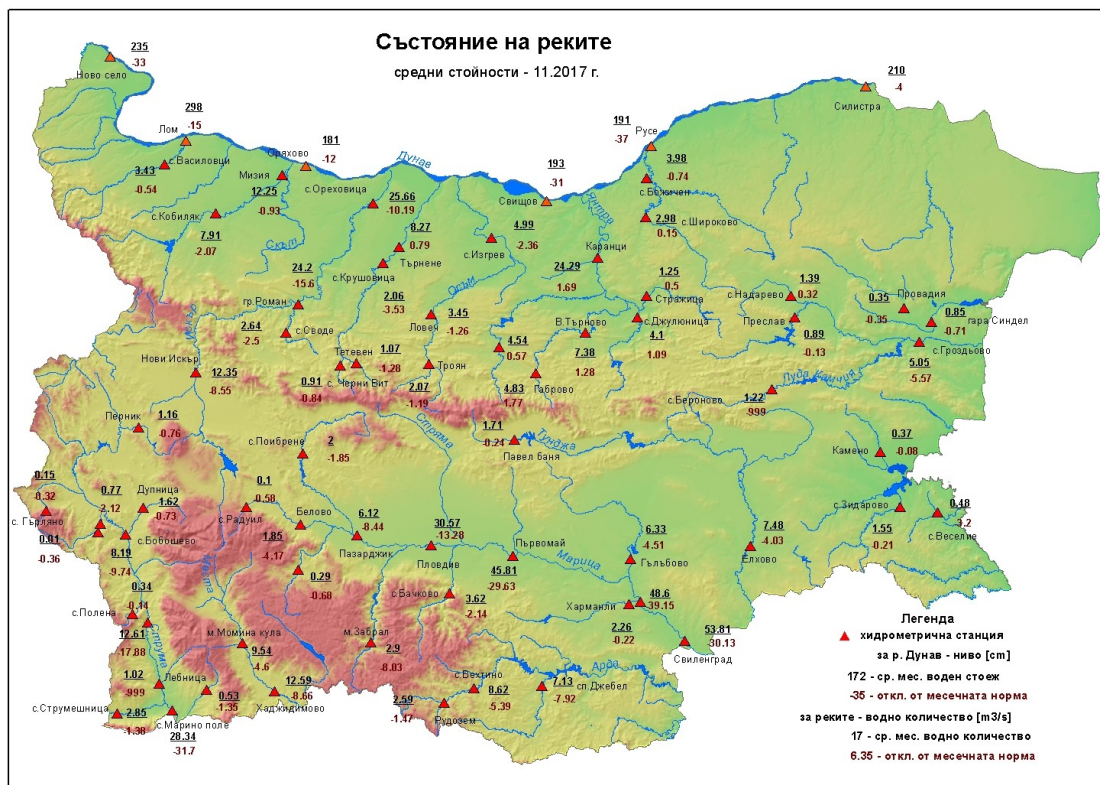 Състояние на реките
средни стойности - 11.2017 г.
235
-33
Ново село
210
-4
Силистра
298
-15
Лом
191
-37
Русе
181
-12
Оряхово
Дунав
193
-31
Свищов
3.43
-0.54
с.Василовци
Мизия
12.25
-0.93
с.Ореховица
25.66
-10.19
3.98
-0.74
с.Божичен
с.Кобиляк
7.91
-2.07
Скът
8.27
0.79
Търнене
4.99
-2.36
с.Изгрев
Янтра
2.98
0.15
с.Широково
Каранци
24.29
1.69
24.2
-15.6
гр.Роман
с.Крушовица
2.06
-3.53
Осъм
1.25
0.5
Стражица
с.Надарево
1.39
0.32
0.35
-0.35
Провадия
0.85
-0.71
гара Синдел
2.64
-2.5
с.Своде
Ловеч
3.45
-1.26
В.Търново
7.38
1.28
с.Джулюница
4.1
1.09
Преслав
0.89
-0.13
с.Гроздьово
5.05
-5.57
Искър
Нови Искър
12.35
-8.55
Тетевен
1.07
-1.28
0.91
-0.84
с. Черни Вит
Троян
2.07
-1.19
4.54
0.57
4.83
1.77
Габрово
Луда Камчия
с.Бероново
1.22
-999
Перник
1.16
-0.76
с.Поибрене
2
-1.85
Стряма
1.71
-0.24
Павел баня
Тунджа
0.37
-0.08
Камено
0.15
0.32
с. Гърляно
0.01
-0.36
0.77
2.12
Дупница
1.62
-0.73
с.Бобошево
8.19
-9.74
0.1
-0.58
с.Радуил
Белово
1.85
-4.17
6.12
-8.44
Пазарджик
30.57
-13.28
Пловдив
Първомай
45.81
-29.63
Марица
6.33
-4.51
Гълъбово
7.48
-4.03
Елхово
с.Зидарово
1.55
-0.21
0.48
-3.2
с.Веселие
0.29
-0.68
0.34
-0.14
с.Полена
12.61
-17.88
Струма
Места
с.Бачково
3.62
-2.14
Харманли
48.6
-39.15
2.26
-0.22
53.81
-30.13
Свиленград
м.Момина кула
9.54
-4.6
м.Забрал
2.9
-8.03
Арда
1.02
-999
Лебница
0.53
-1.35
12.59
-8.66
Хаджидимово
с.Бехтино
8.62
-5.39
7.13
-7.92
сп.Джебел
2.59
-1.47
Рудозем
с.Струмешница
2.85
-1.38
с.Марино поле
28.34
-31.7
Легенда
хидрометрична станция
за р. Дунав - ниво [cm]
172 - ср. мес. воден стоеж
-35 - откл. от месечната норма
за реките - водно количество [m3/s]
17 - ср. мес. водно количество
6.35 - откл. от месечната норма